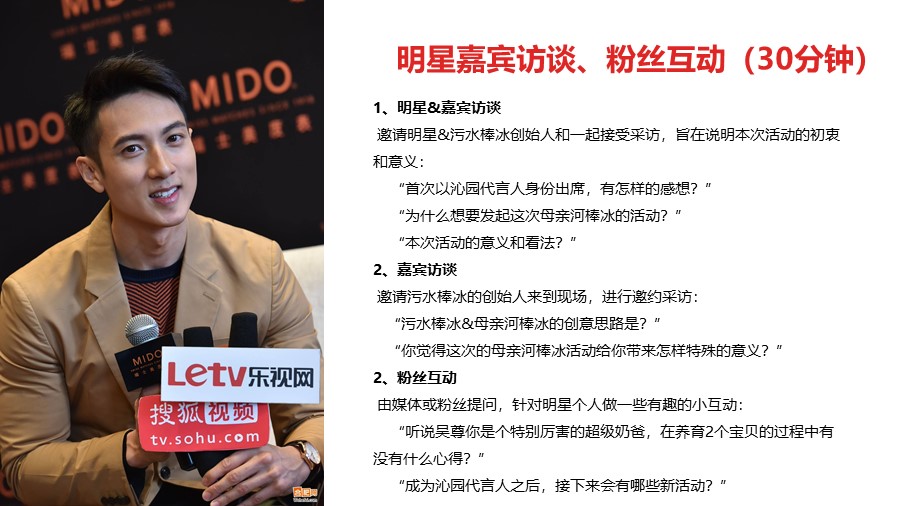 MIDO
瑞士美度表
MIDO
SWISS WATCHES SINCE 1918
瑞士美度表
MIDO
瑞士美度表
MIDO
Letv乐视网
搜狐视频
tv.sohu.com
明星嘉宾访谈、粉丝互动（30分钟）
1、明星&嘉宾访谈
邀请明星&污水棒冰创始人和一起接受采访，旨在说明本次活动的初衷
和意义：
“首次以沁园代言人身份出席，有怎样的感想？”
“为什么想要发起这次母亲河棒冰的活动？”
“本次活动的意义和看法？”
2、嘉宾访谈
邀请污水棒冰的创始人来到现场，进行邀约采访：
“污水棒冰&母亲河棒冰的创意思路是？”
“你觉得这次的母亲河棒冰活动给你带来怎样特殊的意义？”
2、粉丝互动
由媒体或粉丝提问，针对明星个人做一些有趣的小互动：
“听说吴尊你是个特别厉害的超级奶爸，在养育2个宝贝的过程中有
没有什么心得？”
“成为沁园代言人之后，接下来会有哪些新活动？”